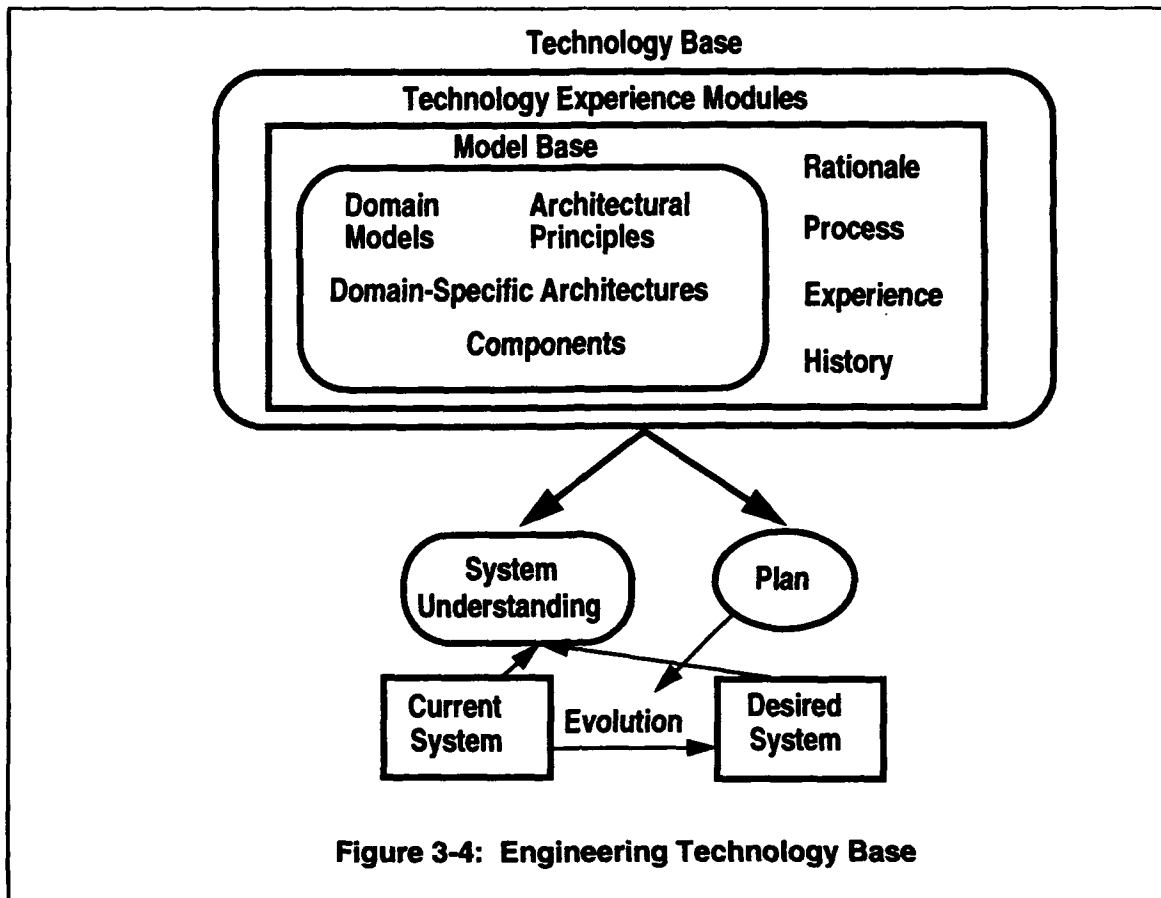 Technology Base
Technology Experience Modules
Model Base
Domain
Models
Architectural
Principles
Domain-Specific Architectures
Components
Rationale
Process
Experience
History
System
Understanding
Plan
Current
System
Evolution
Desired
System
Figure 3-4: Engineering Technology Base